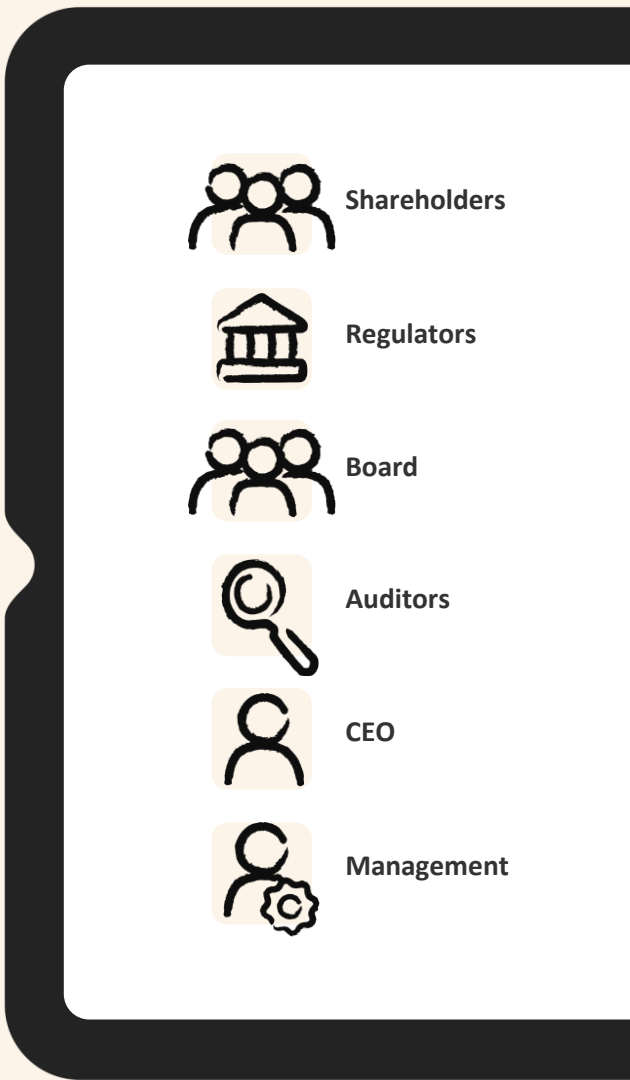 Shareholders
Regulators
Board
Auditors
CEO
Management